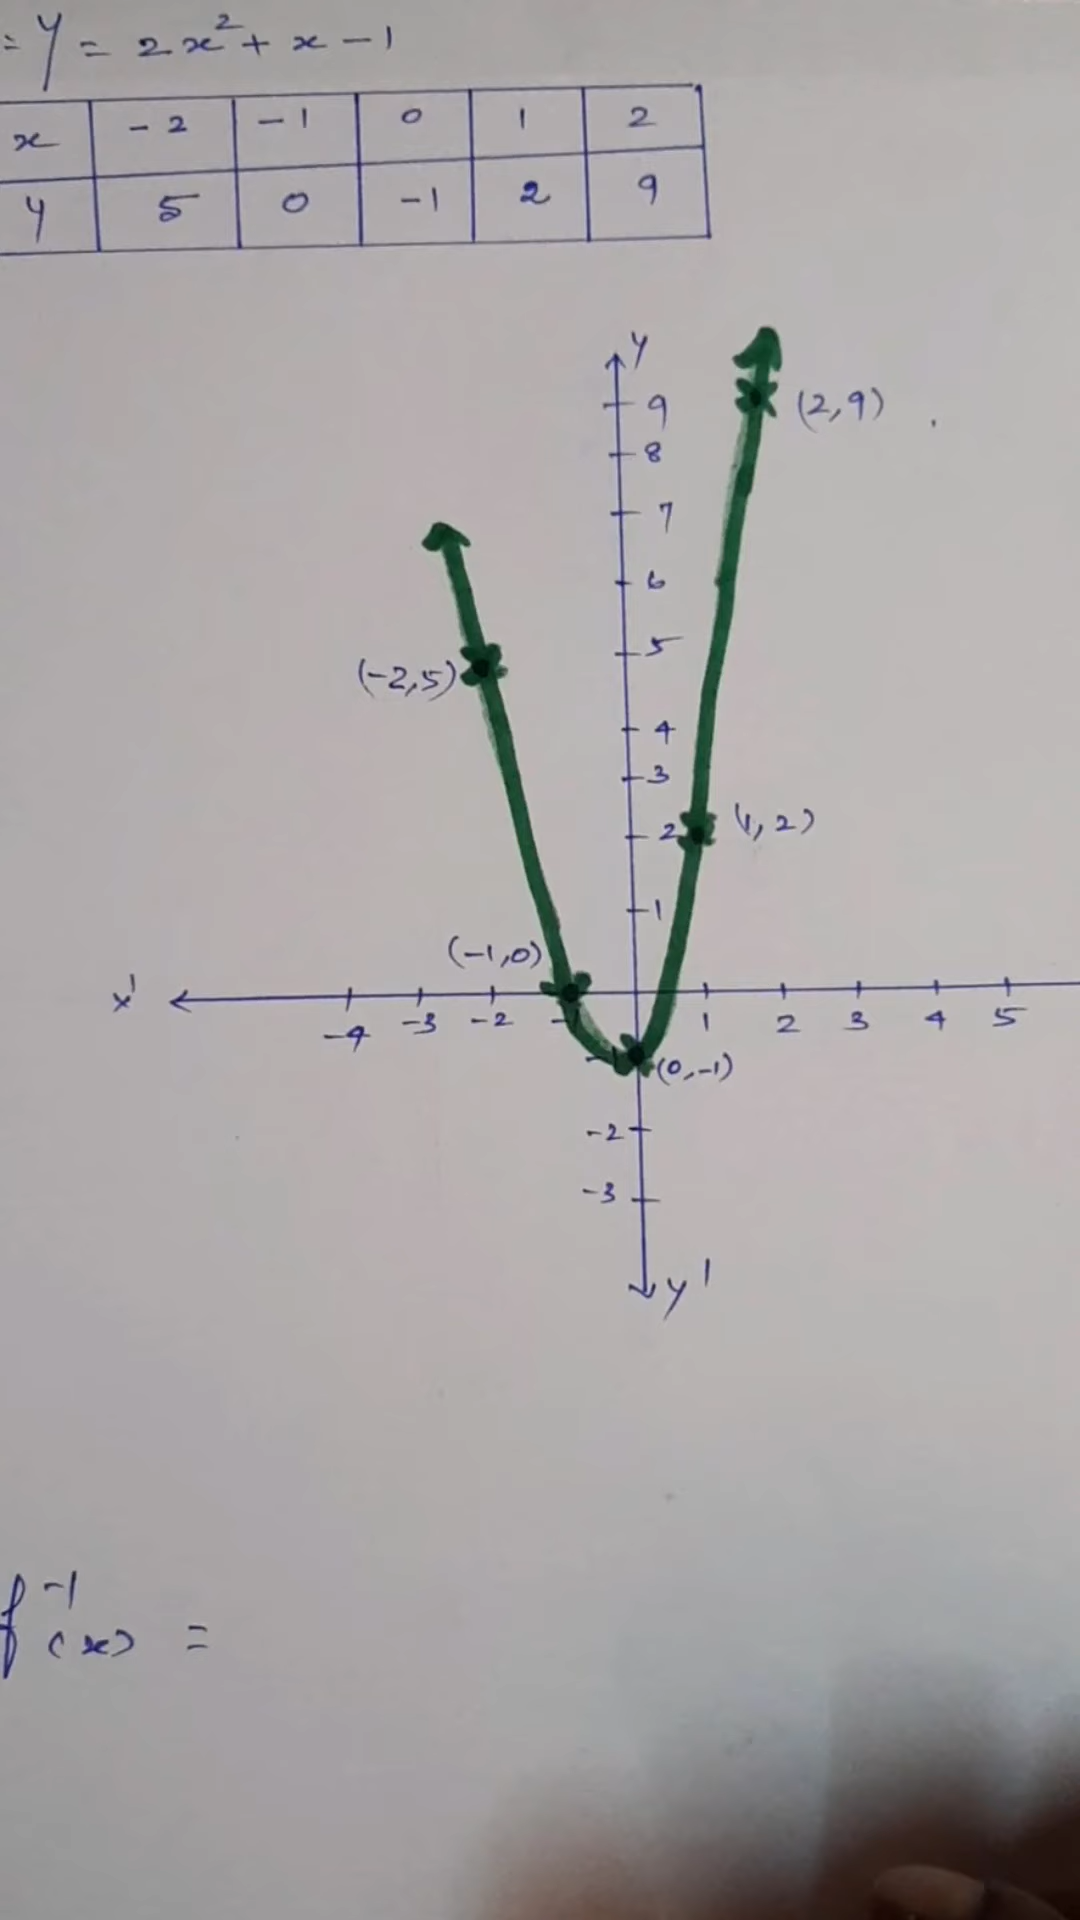 = y = 2x² + x - 1
x -2 -1 0 1 2
y 5 0 -1 2 9
y
9 (2,9)
8
7
6
5
(-2,5)
4
3
2 (1,2)
1
(-1,0)
x'
-4 -3 -2 -1 1 2 3 4 5
-1 (0,-1)
-2
-3
y'
f⁻¹(x) =